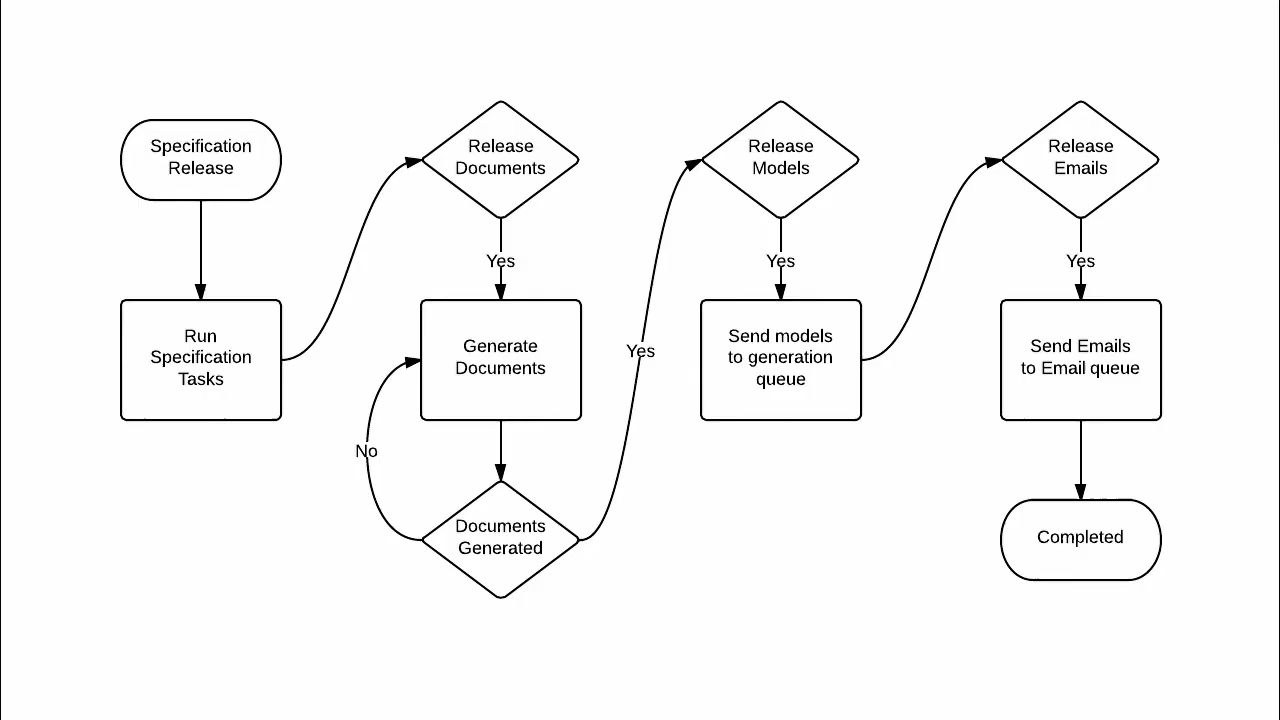 Specification
Release
Run
Specification
Tasks
Release
Documents
Yes
Generate
Documents
No
Documents
Generated
Yes
Release
Models
Yes
Send models
to generation
queue
Release
Emails
Yes
Send Emails
to Email queue
Completed